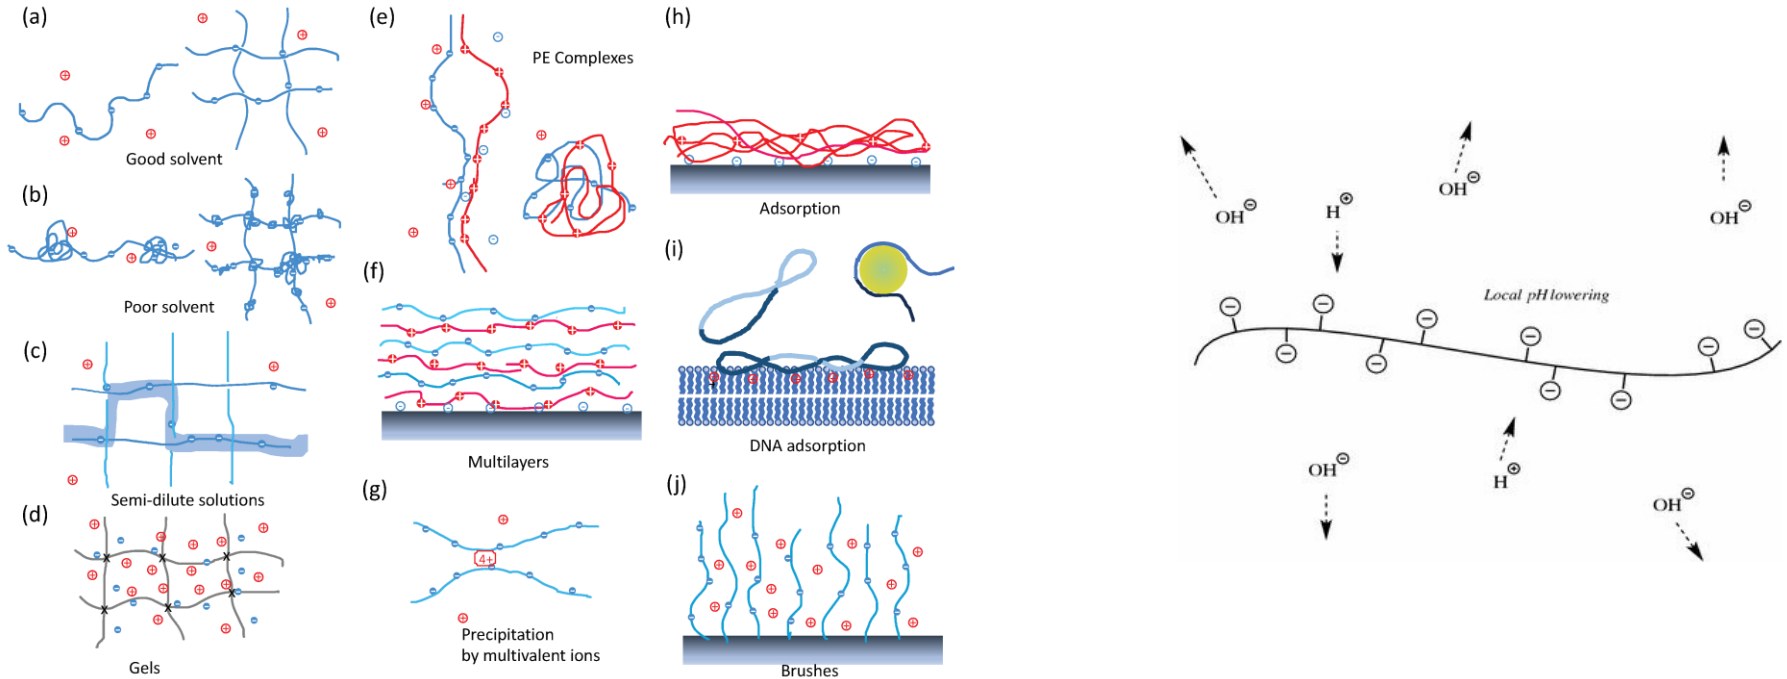 (a)
Good solvent
(b)
Poor solvent
(c)
Semi-dilute solutions
(d)
Gels
(e)
PE Complexes
(f)
Multilayers
(g)
4+
Precipitation
by multivalent ions
(h)
Adsorption
(i)
DNA adsorption
(j)
Brushes
OH⊖
H⊕
OH⊖
OH⊖
Local pH lowering
OH⊖
H⊕
OH⊖